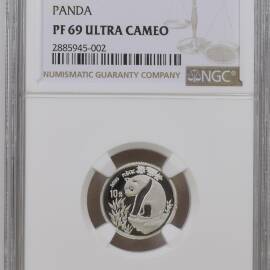 PANDA
PF 69 ULTRA CAMEO
2885945-002
NUMISMATIC GUARANTY COMPANY
NGC
10元